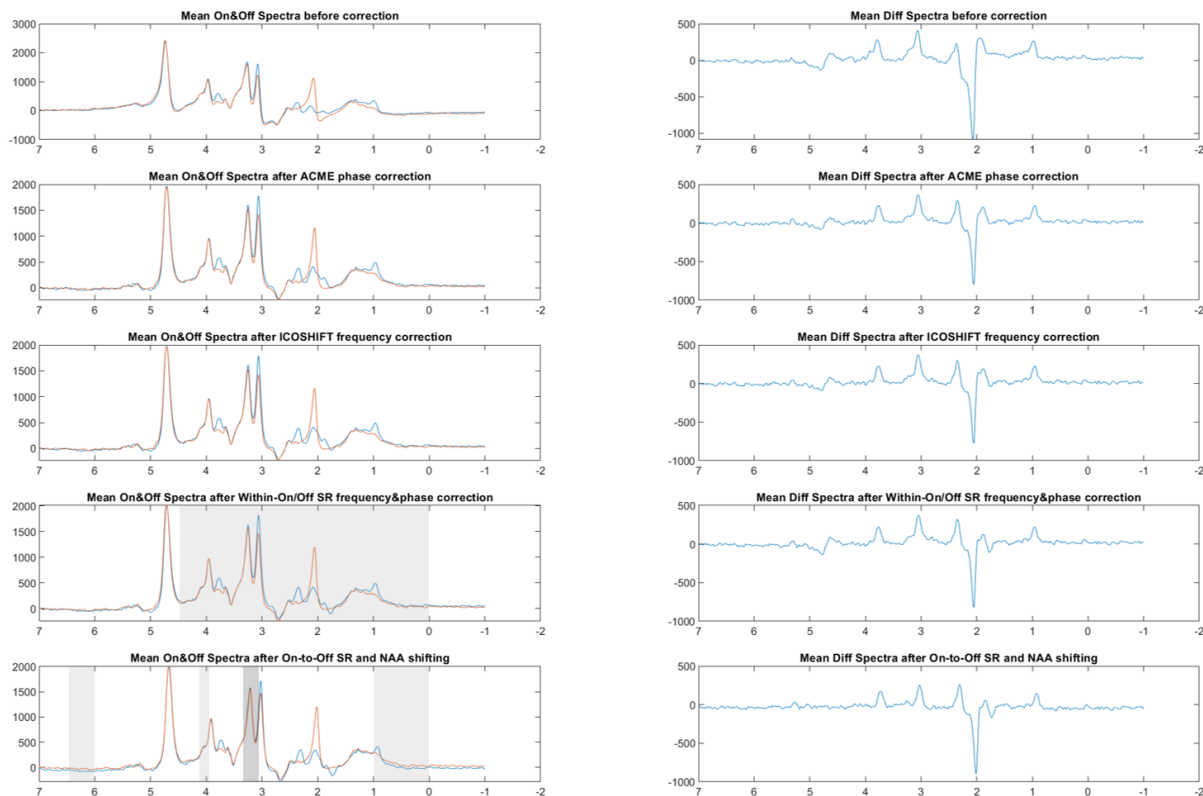 Mean On&Off Spectra before correction
3000
2000
1000
0
-1000
7 6 5 4 3 2 1 0 -1 -2
Mean Diff Spectra before correction
500
0
-500
-1000
7 6 5 4 3 2 1 0 -1 -2
Mean On&Off Spectra after ACME phase correction
2000
1500
1000
500
0
7 6 5 4 3 2 1 0 -1 -2
Mean Diff Spectra after ACME phase correction
500
0
-500
-1000
7 6 5 4 3 2 1 0 -1 -2
Mean On&Off Spectra after ICOSHIFT frequency correction
2000
1500
1000
500
0
7 6 5 4 3 2 1 0 -1 -2
Mean Diff Spectra after ICOSHIFT frequency correction
500
0
-500
-1000
7 6 5 4 3 2 1 0 -1 -2
Mean On&Off Spectra after Within-On/Off SR frequency&phase correction
2000
1500
1000
500
0
7 6 5 4 3 2 1 0 -1 -2
Mean Diff Spectra after Within-On/Off SR frequency&phase correction
500
0
-500
-1000
7 6 5 4 3 2 1 0 -1 -2
Mean On&Off Spectra after On-to-Off SR and NAA shifting
2000
1500
1000
500
0
7 6 5 4 3 2 1 0 -1 -2
Mean Diff Spectra after On-to-Off SR and NAA shifting
500
0
-500
-1000
7 6 5 4 3 2 1 0 -1 -2